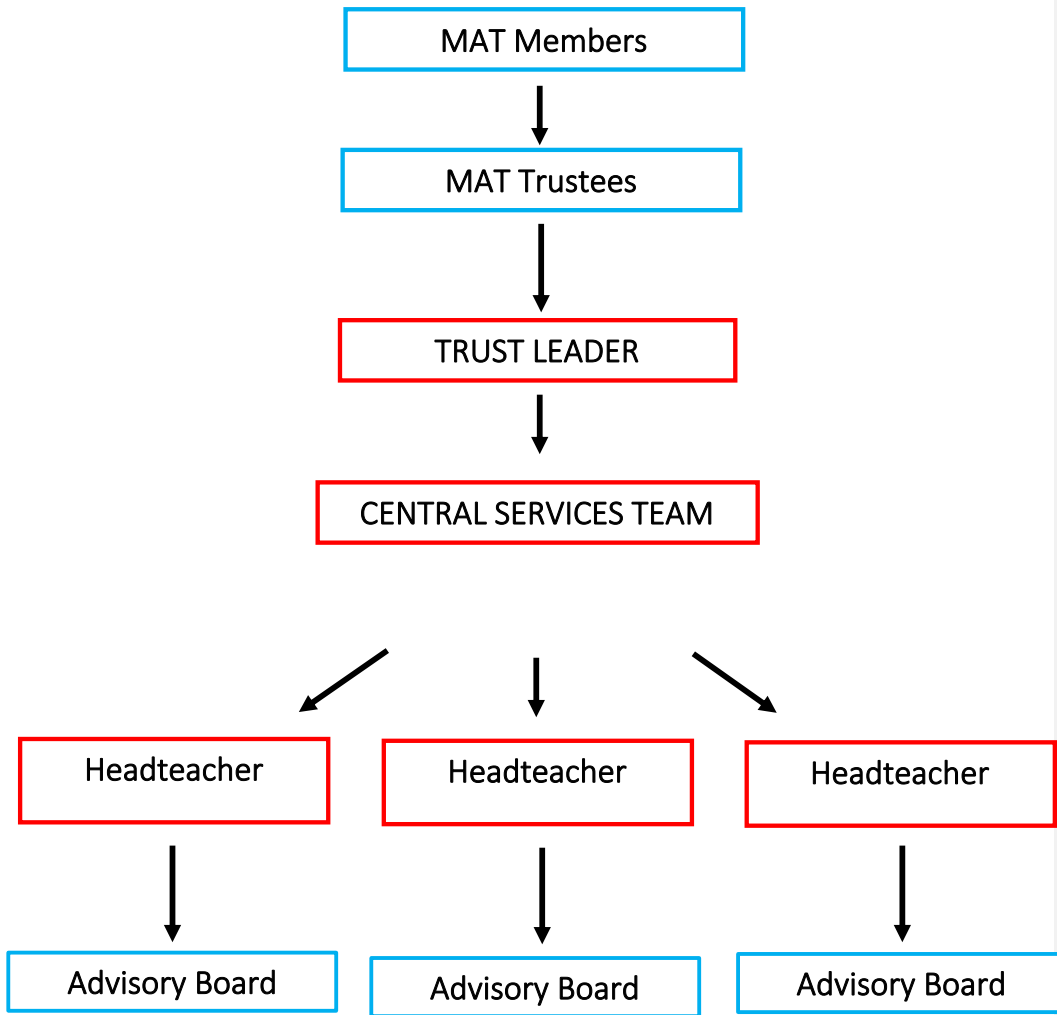 MAT Members
MAT Trustees
TRUST LEADER
CENTRAL SERVICES TEAM
Headteacher
Headteacher
Headteacher
Advisory Board
Advisory Board
Advisory Board